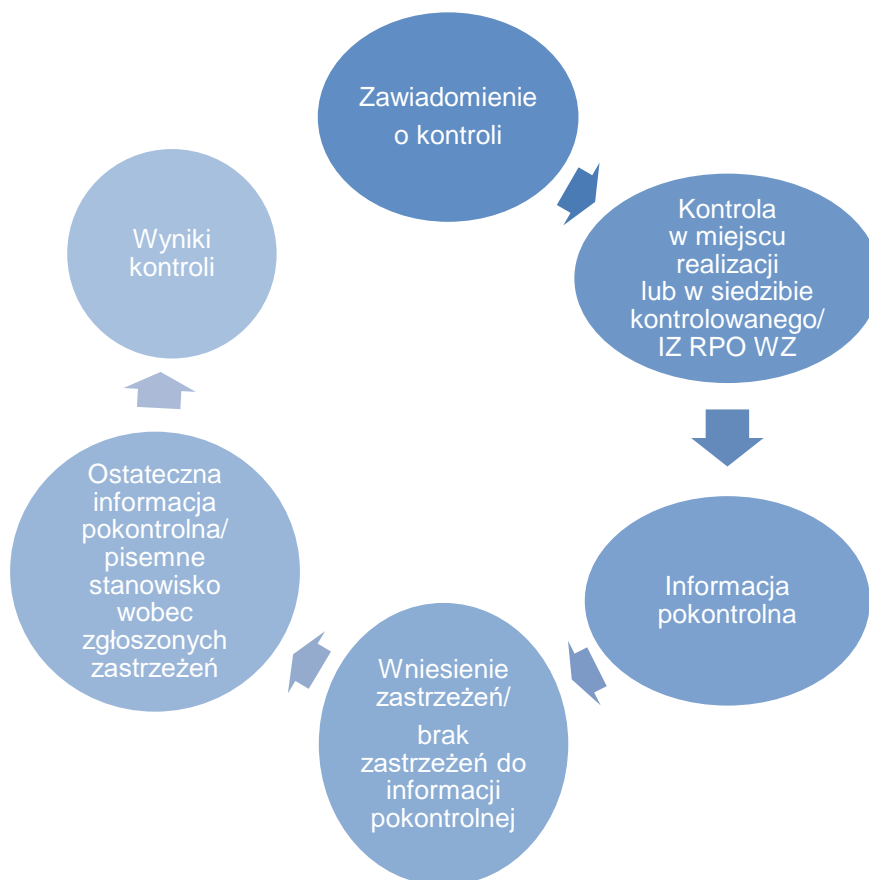 Zawiadomienie
o kontroli
Kontrola
w miejscu
realizacji
lub w siedzibie
kontrolowanego/
IZ RPO WZ
Informacja
pokontrolna
Wniesienie
zastrzeżeń/
brak
zastrzeżeń do
informacji
pokontrolnej
Ostateczna
informacja
pokontrolna/
pisemne
stanowisko
wobec
zgłoszonych
zastrzeżeń
Wyniki
kontroli